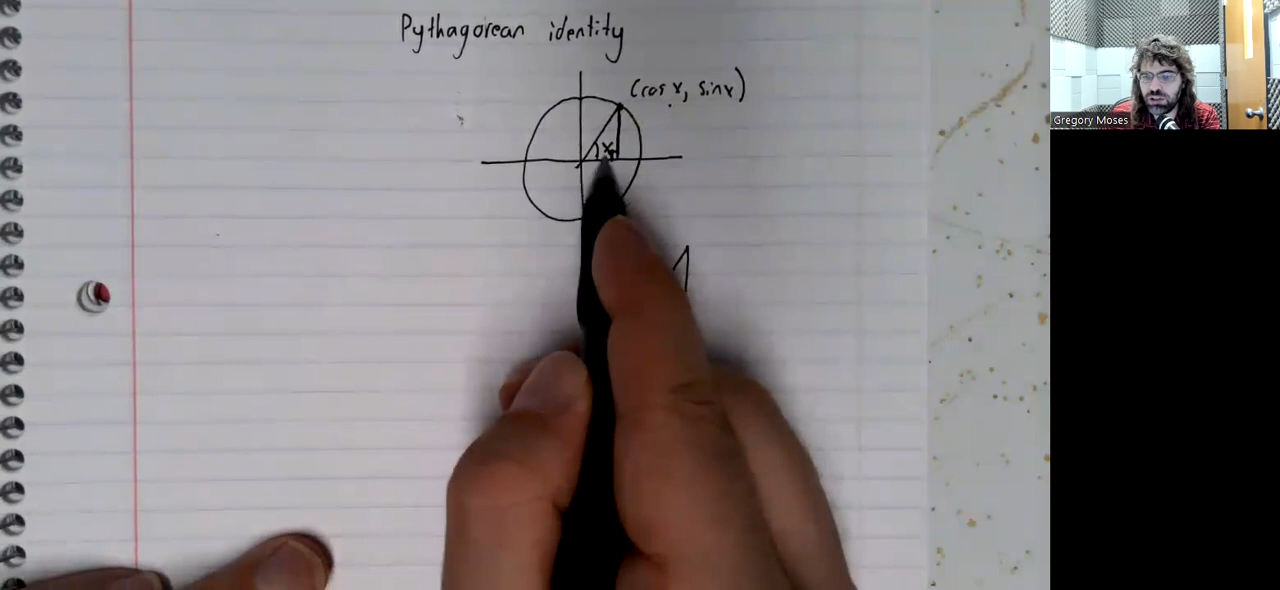 Pythagorean identity
(cos x, sin x)
x
Gregory Moses